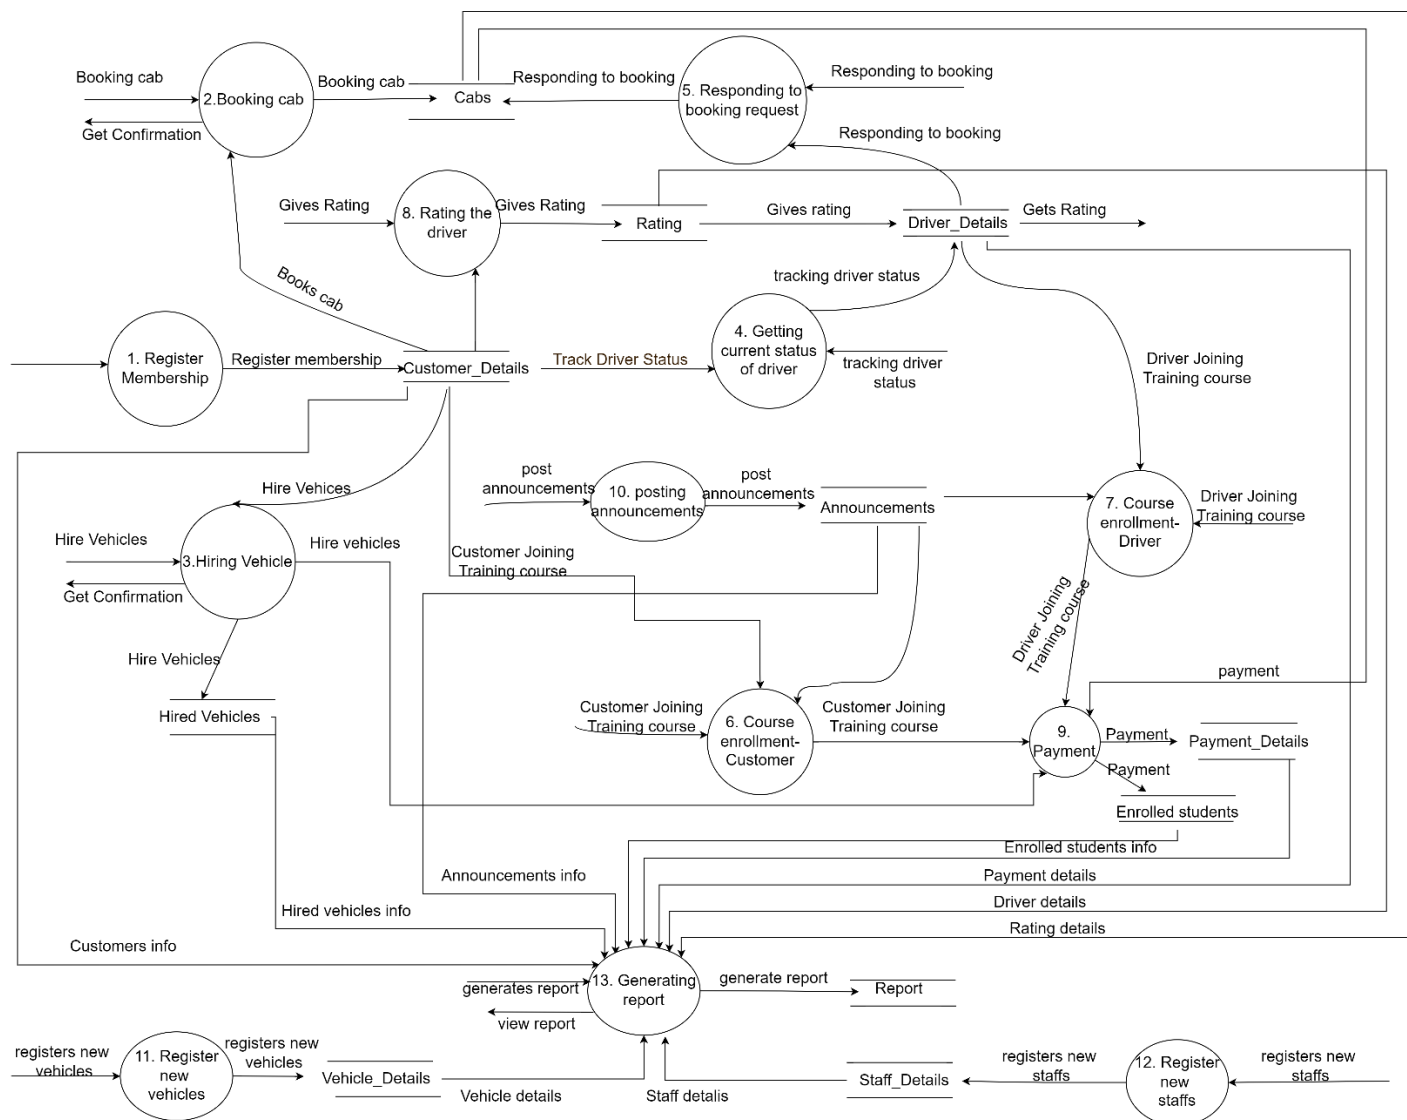 Booking cab
2.Booking cab
Booking cab
Get Confirmation
Cabs
Responding to booking
5. Responding to
booking request
Responding to booking
Responding to booking
Gives Rating
8. Rating the
driver
Gives Rating
Rating
Gives rating
Driver_Details
Gets Rating
Books cab
tracking driver status
1. Register
Membership
Register membership
Customer_Details
Track Driver Status
4. Getting
current status
of driver
tracking driver
status
Driver Joining
Training course
Hire Vehices
post
announcements
10. posting
announcements
post
announcements
Announcements
7. Course
enrollment-
Driver
Driver Joining
Training course
Hire Vehicles
3.Hiring Vehicle
Hire vehicles
Get Confirmation
Customer Joining
Training course
Driver Joining
Training course
Hire Vehicles
Hired Vehicles
Customer Joining
Training course
6. Course
enrollment-
Customer
Customer Joining
Training course
payment
9.
Payment
Payment
Payment_Details
Payment
Enrolled students
Enrolled students info
Announcements info
Payment details
Hired vehicles info
Driver details
Rating details
Customers info
generates report
13. Generating
report
generate report
Report
view report
registers new
vehicles
11. Register
new
vehicles
registers new
vehicles
Vehicle_Details
Vehicle details
Staff detalis
Staff_Details
registers new
staffs
12. Register
new
staffs
registers new
staffs